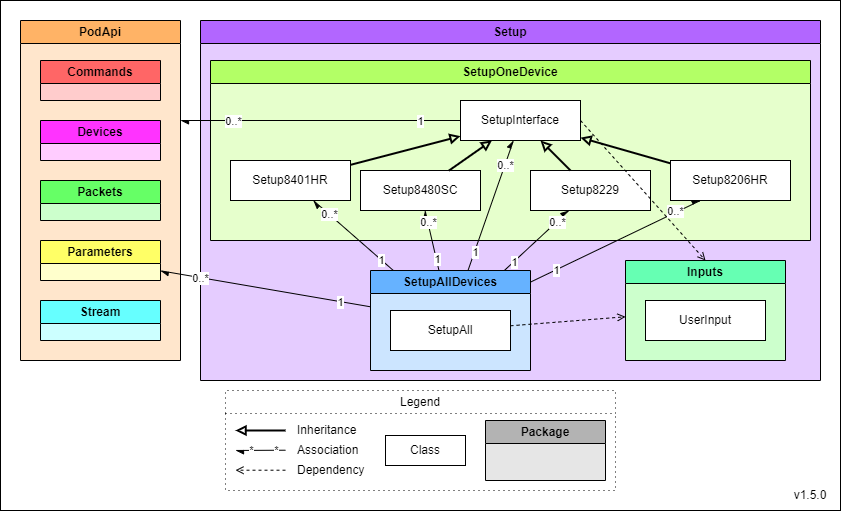 PodApi
Setup
Commands
SetupOneDevice
Devices
0..*
1
SetupInterface
Packets
Setup8401HR
Setup8480SC
0..*
Setup8229
Setup8206HR
0..*
0..*
0..*
0..*
Parameters
0..*
1
1
1
1
1
1
SetupAllDevices
Inputs
Stream
SetupAll
UserInput
Legend
Inheritance
* * Association
Dependency
Class
Package
v1.5.0